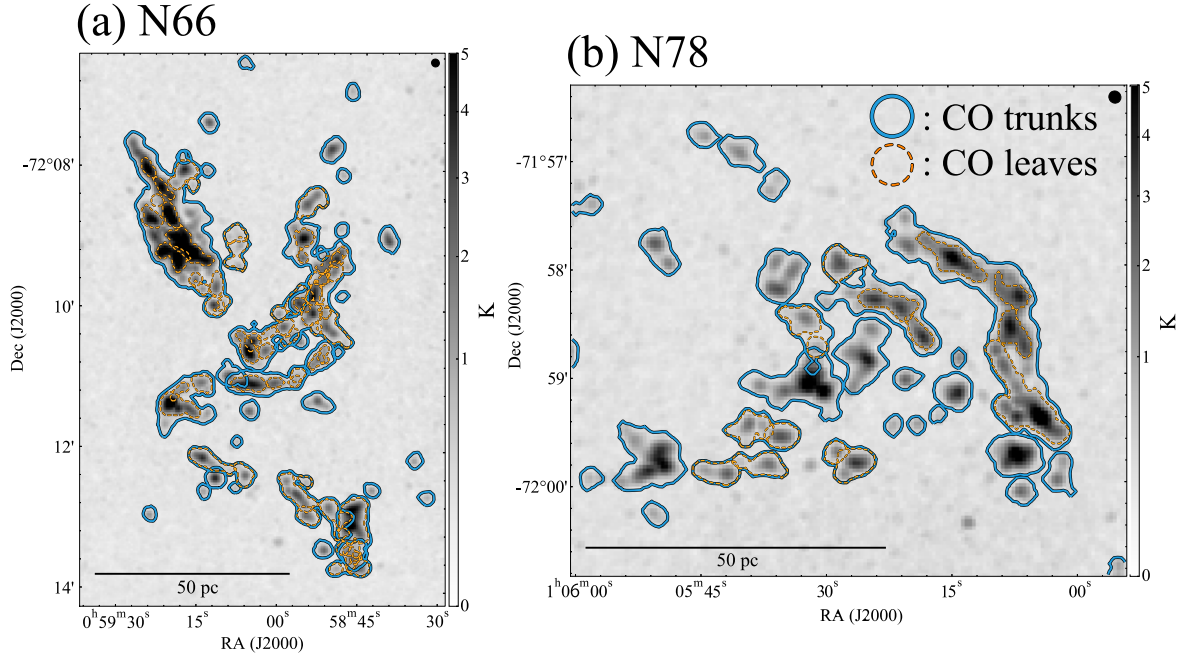 (a) N66
5
4
3
2
1
0
K
-72°08'
10'
12'
14'
Dec (J2000)
50 pc
0ʰ59ᵐ30ˢ
15ˢ
00ˢ
58ᵐ45ˢ
30ˢ
RA (J2000)
(b) N78
: CO trunks
: CO leaves
5
4
3
2
1
0
K
-71°57'
58'
59'
-72°00'
Dec (J2000)
50 pc
1ʰ06ᵐ00ˢ
05ᵐ45ˢ
30ˢ
15ˢ
00ˢ
RA (J2000)